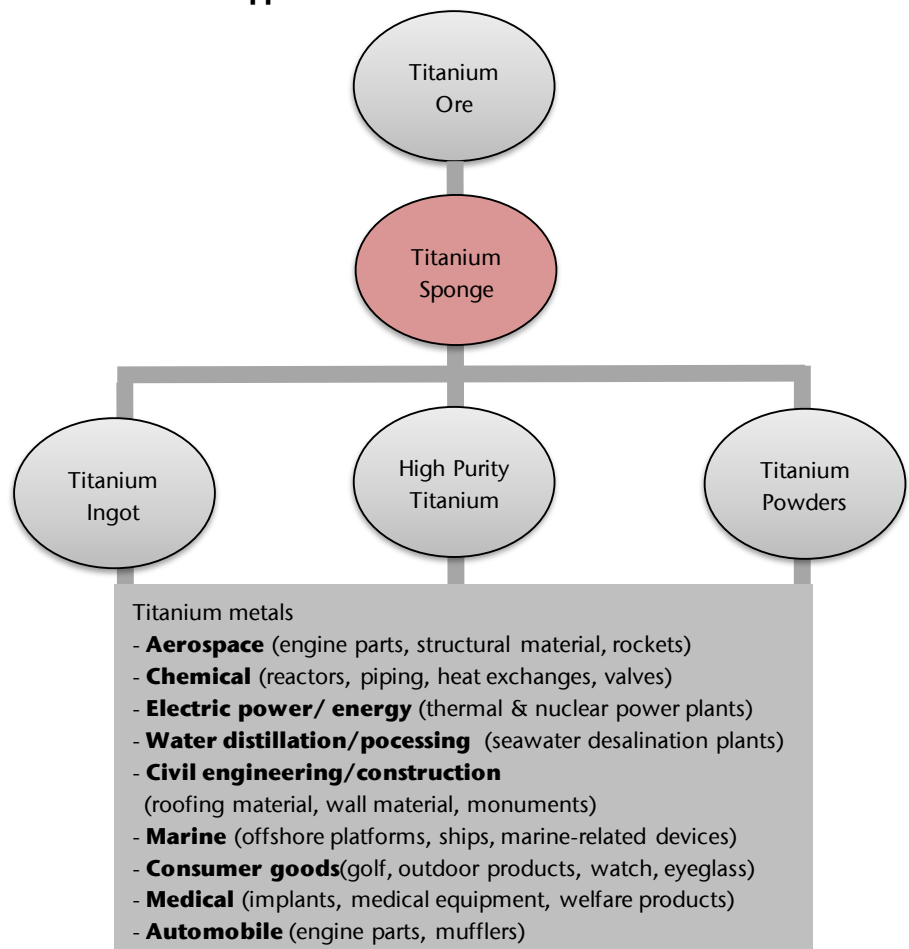 Titanium
Ore
Titanium
Sponge
Titanium
Ingot
High Purity
Titanium
Titanium
Powders
Titanium metals
- Aerospace (engine parts, structural material, rockets)
- Chemical (reactors, piping, heat exchanges, valves)
- Electric power/ energy (thermal & nuclear power plants)
- Water distillation/pocessing (seawater desalination plants)
- Civil engineering/construction
(roofing material, wall material, monuments)
- Marine (offshore platforms, ships, marine-related devices)
- Consumer goods(golf, outdoor products, watch, eyeglass)
- Medical (implants, medical equipment, welfare products)
- Automobile (engine parts, mufflers)